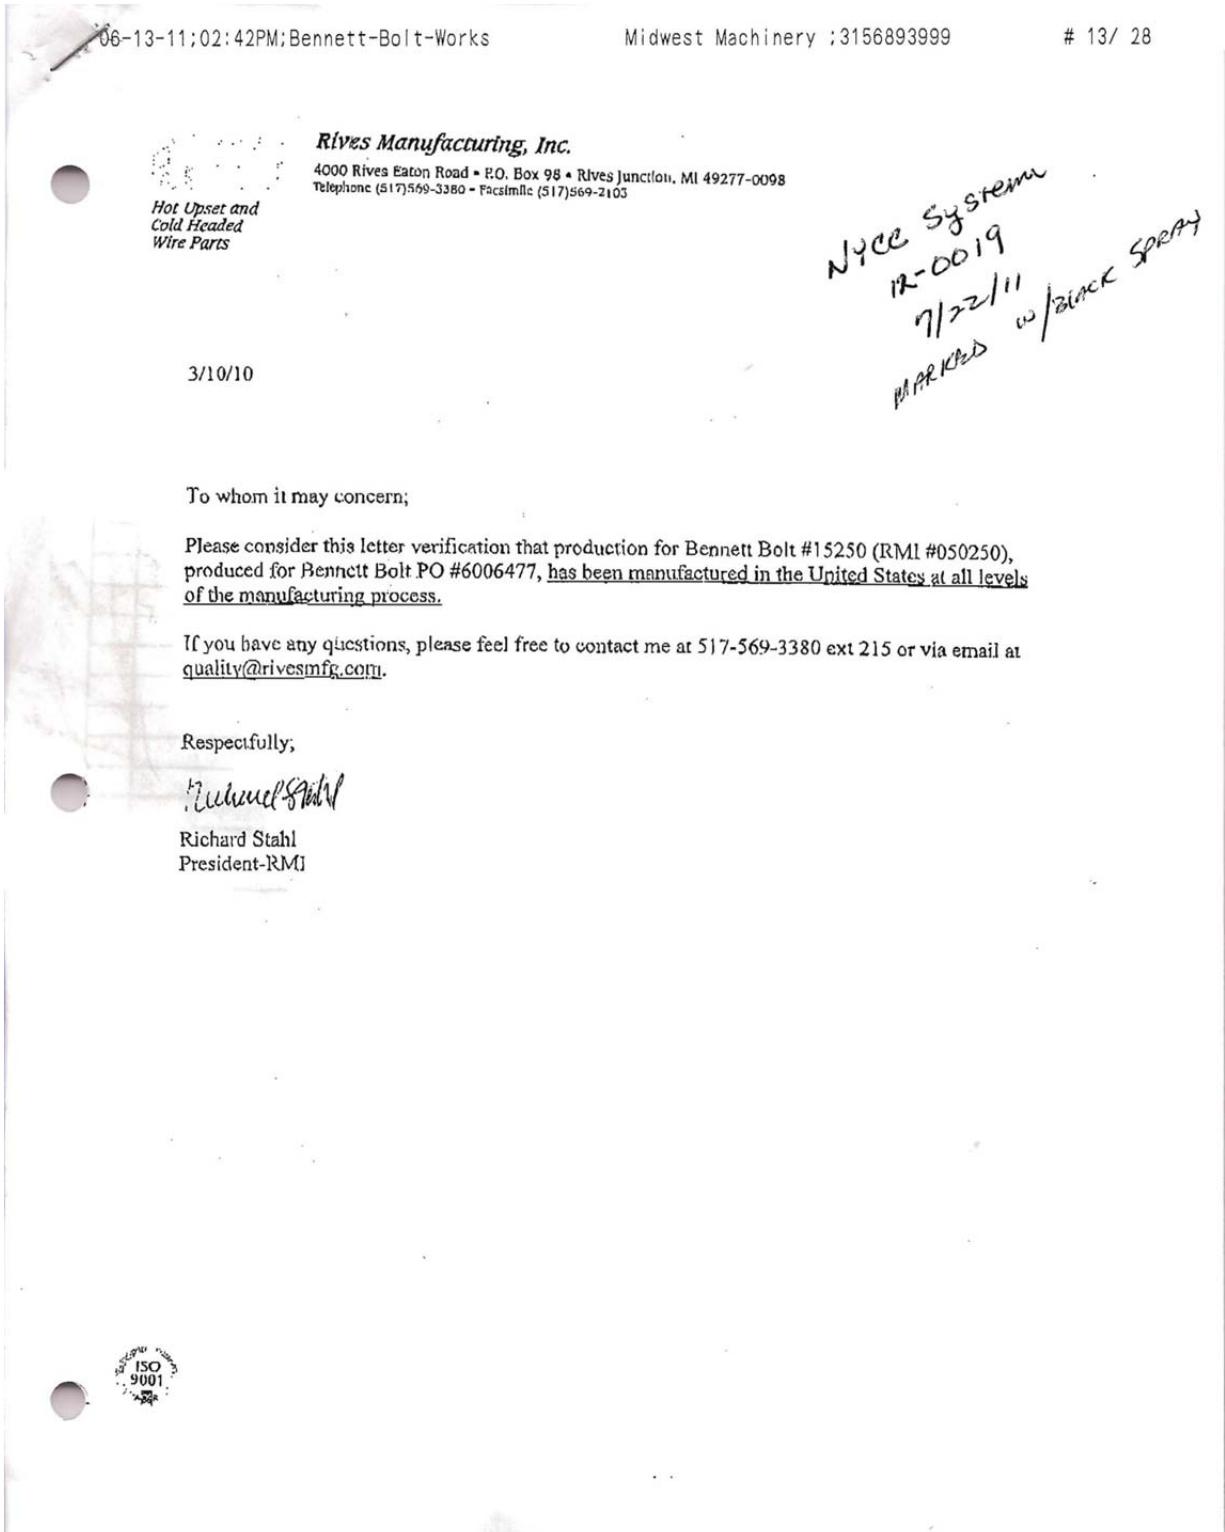 06-13-11;02:42PM;Bennett-Bolt-Works Midwest Machinery ;3156893999 # 13/ 28
Rives Manufacturing, Inc.
4000 Rives Eaton Road • P.O. Box 98 • Rives Junction, MI 49277-0098
Telephone (517)569-3380 - Facsimile (517)569-2103
Hot Upset and
Cold Headed
Wire Parts
NYCC System
12-0019
7/22/11
MARKED w/BLACK SPRAY
3/10/10
To whom it may concern;
Please consider this letter verification that production for Bennett Bolt #15250 (RMI #050250),
produced for Bennett Bolt PO #6006477, has been manufactured in the United States at all levels
of the manufacturing process.
If you have any questions, please feel free to contact me at 517-569-3380 ext 215 or via email at
quality@rivesmfg.com.
Respectfully;
Richard Stahl
President-RMI
ISO
9001